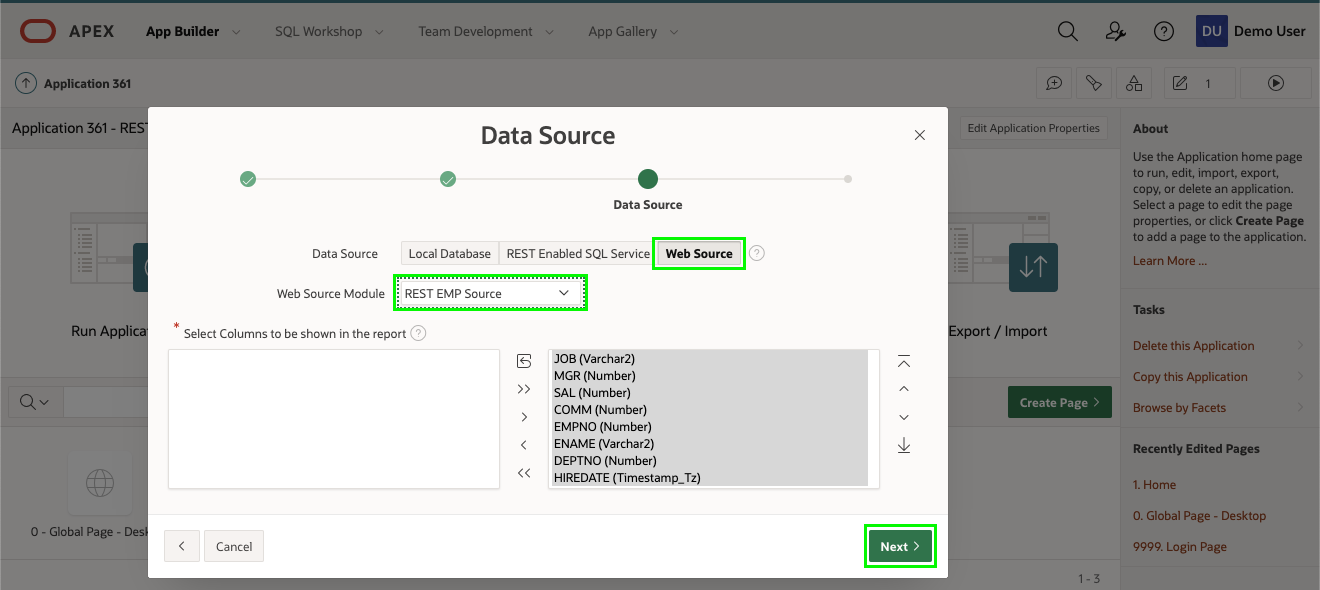 APEX
App Builder
SQL Workshop
Team Development
App Gallery
DU
Demo User
Application 361
1
Application 361 - REST
Edit Application Properties
Data Source
Data Source
Data Source
Local Database
REST Enabled SQL Service
Web Source
?
Web Source Module
REST EMP Source
* Select Columns to be shown in the report ?
JOB (Varchar2)
MGR (Number)
SAL (Number)
COMM (Number)
EMPNO (Number)
ENAME (Varchar2)
DEPTNO (Number)
HIREDATE (Timestamp_Tz)
Cancel
Next
Run Applica
Export / Import
Create Page
0 - Global Page - Desk
1 - 3
About
Use the Application home page
to run, edit, import, export,
copy, or delete an application.
Select a page to edit the page
properties, or click Create Page
to add a page to the application.
Learn More ...
Tasks
Delete this Application
Copy this Application
Browse by Facets
Recently Edited Pages
1. Home
0. Global Page - Desktop
9999. Login Page